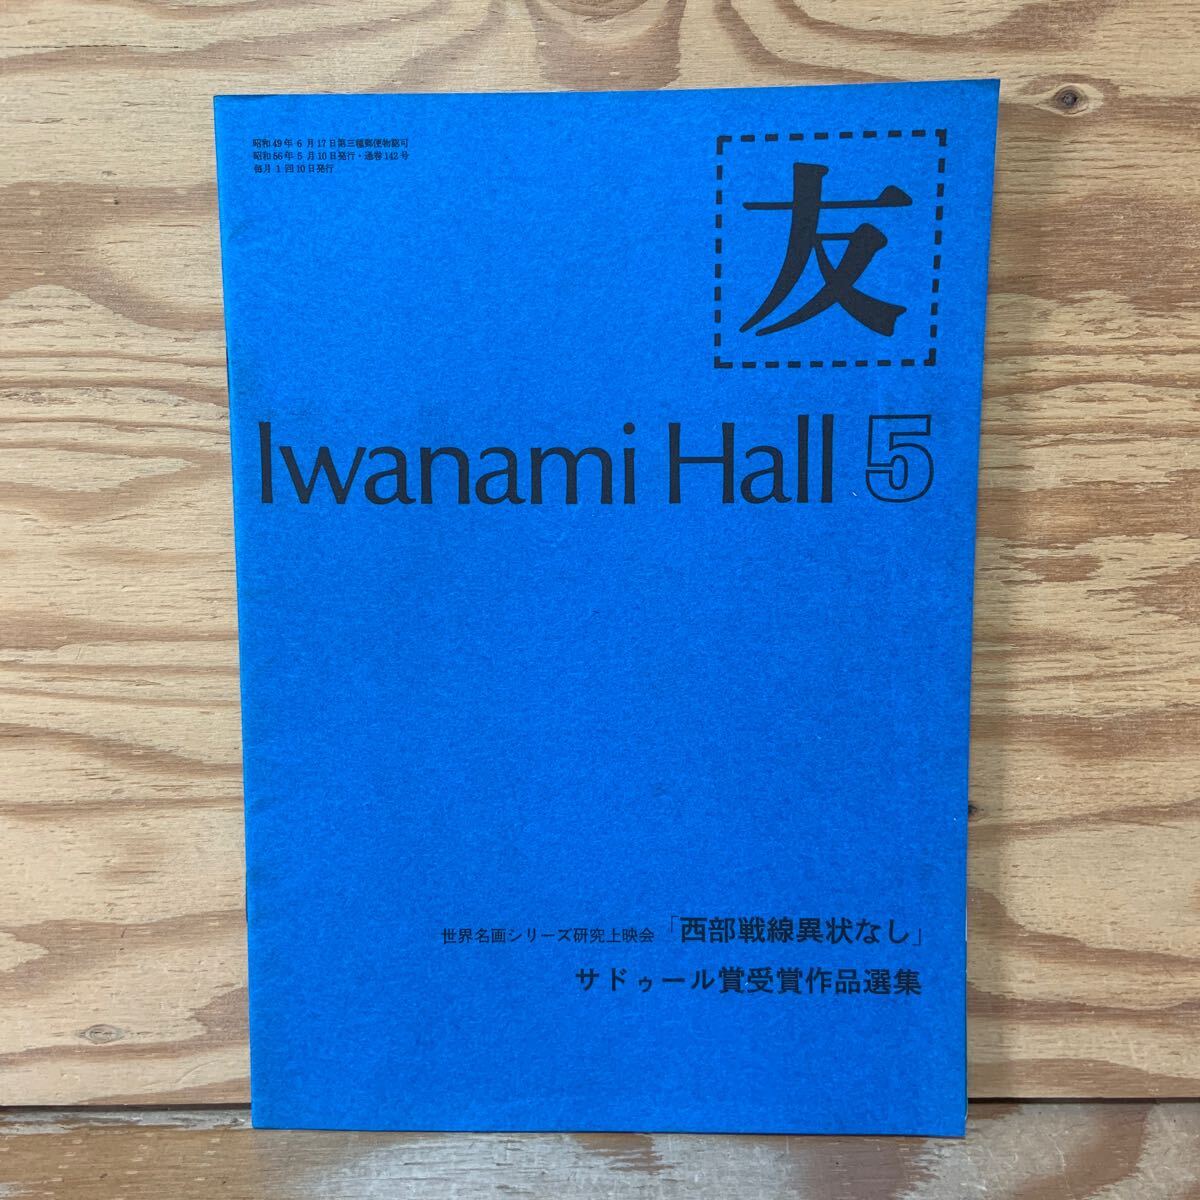 昭和49年6月17日第三種郵便物認可
昭和56年5月10日発行・通巻142号
毎月1回10日発行
友
Iwanami Hall 5
世界名画シリーズ研究上映会「西部戦線異状なし」
サドゥール賞受賞作品選集